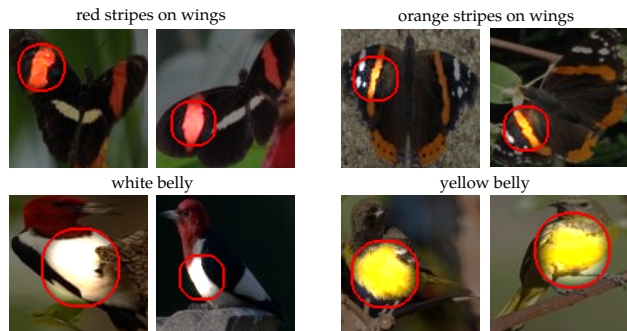 red stripes on wings
orange stripes on wings
white belly
yellow belly